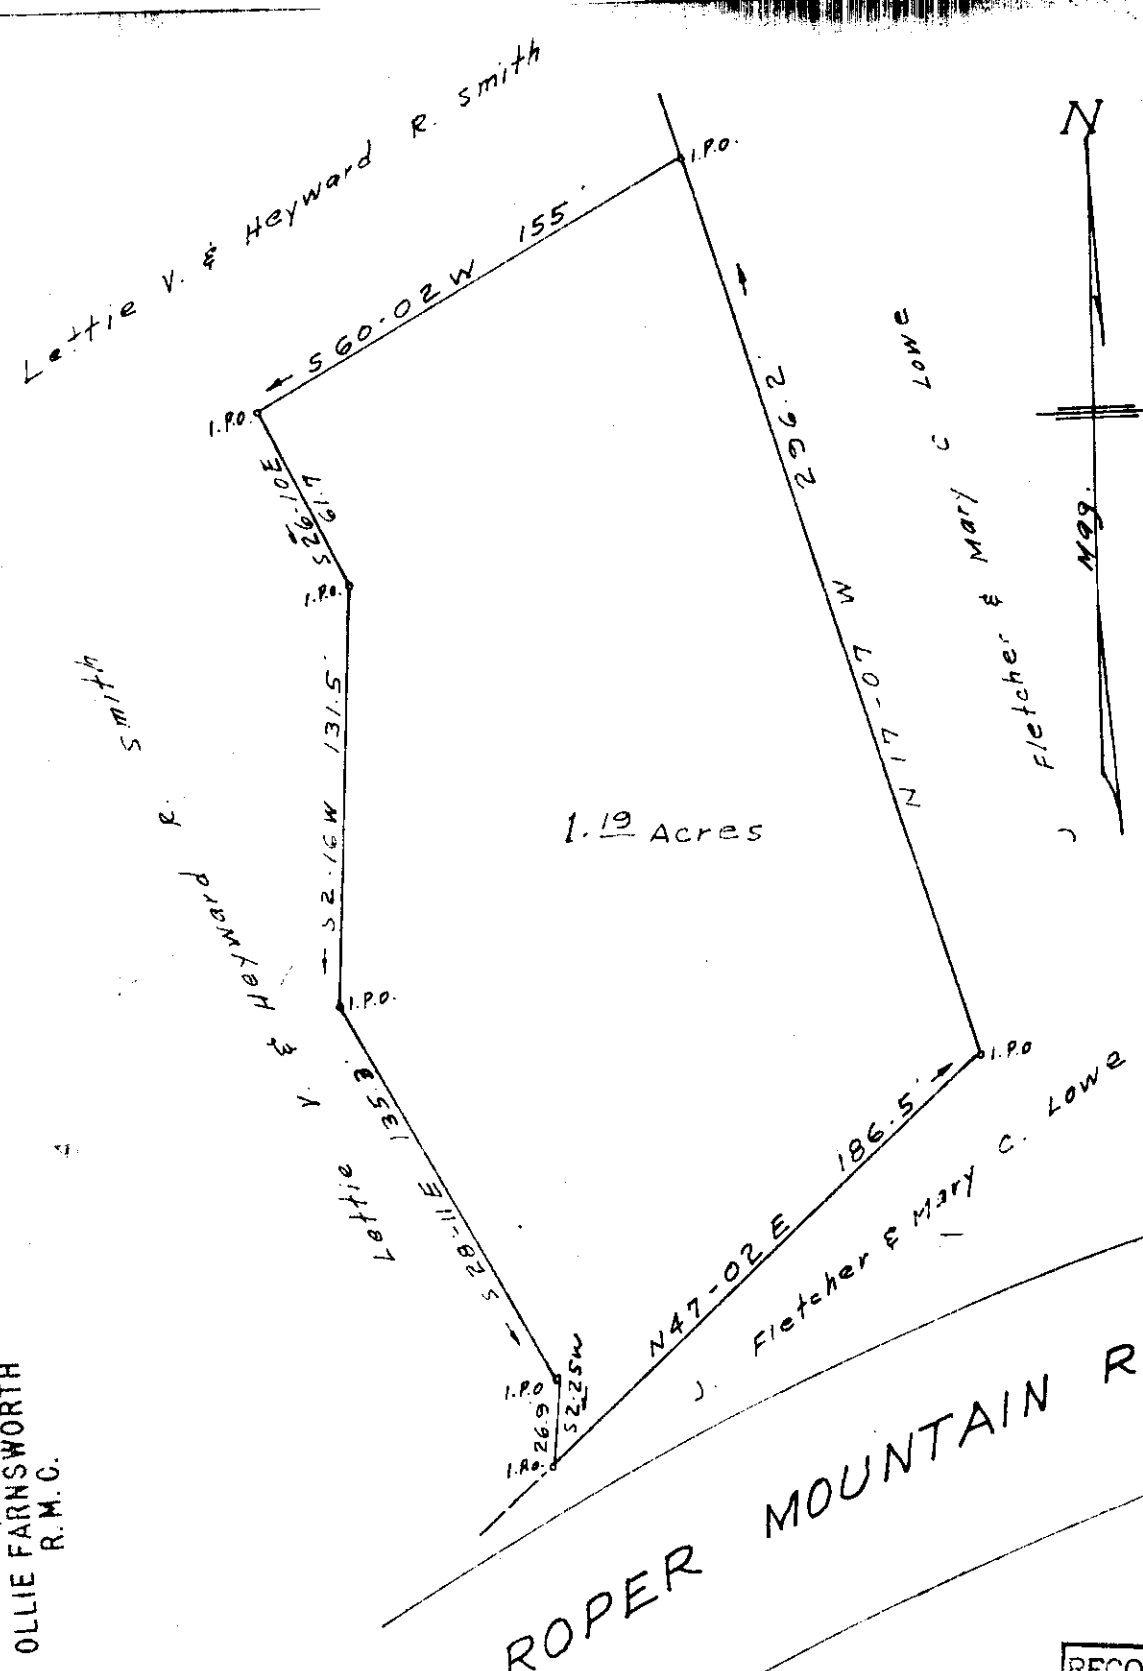 Lettie V. & Heyward R. Smith
N
I.P.O.
S 60-02 W 155'
I.P.O.
S 26-10 E
61.7
I.P.O.
N 17-07 W 296.2'
Fletcher & Mary C Lowe
J
Mag.
S 2-16 W 131.5'
1.19 Acres
Lettie V. & Heyward R. Smith
I.P.O.
S 28-11 E 135.3'
I.P.O
N 47-02 E 186.5'
J. Fletcher & Mary C. Lowe
I.P.O
26.9
S 2-25 W
I.P.O.
ROPER MOUNTAIN R
OLLIE FARNSWORTH
R.M.C.
RECO